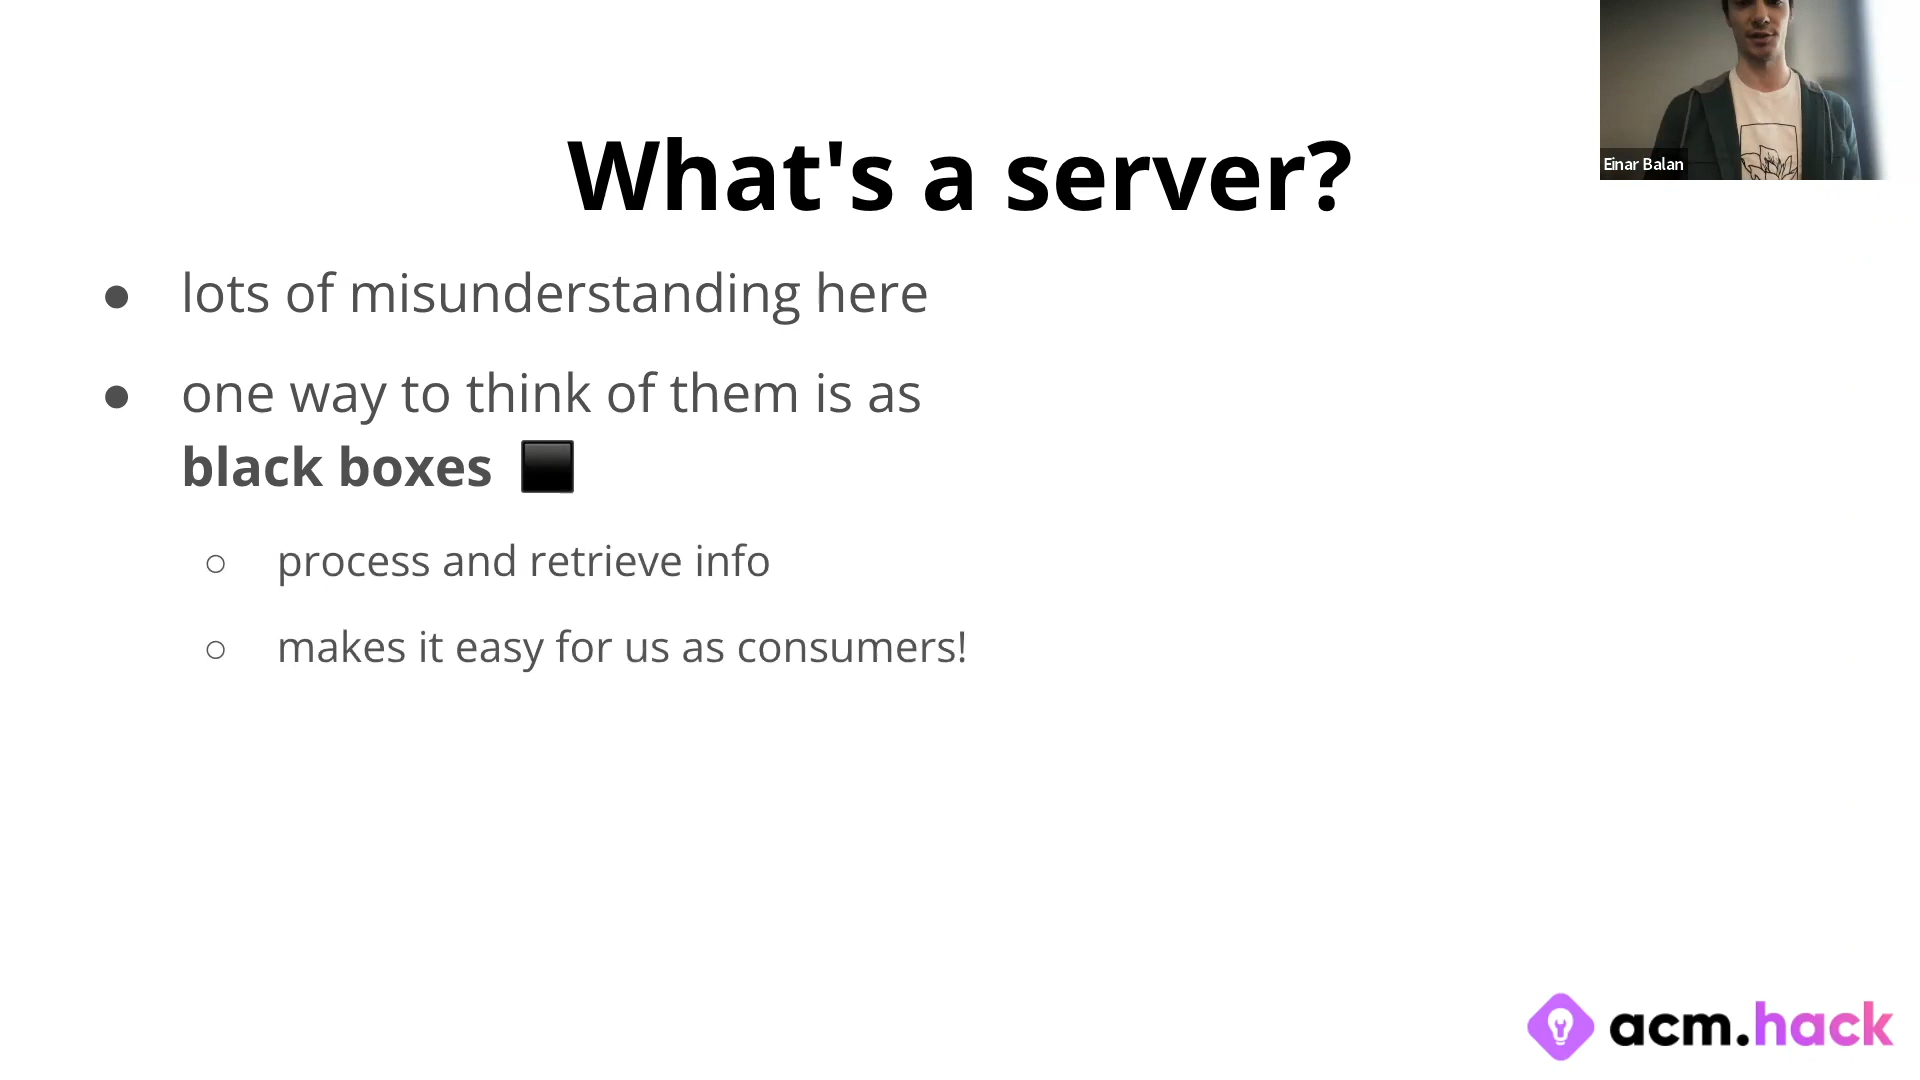 What's a server?
Einar Balan
● lots of misunderstanding here
● one way to think of them is as
black boxes ⬛
○ process and retrieve info
○ makes it easy for us as consumers!
acm.hack